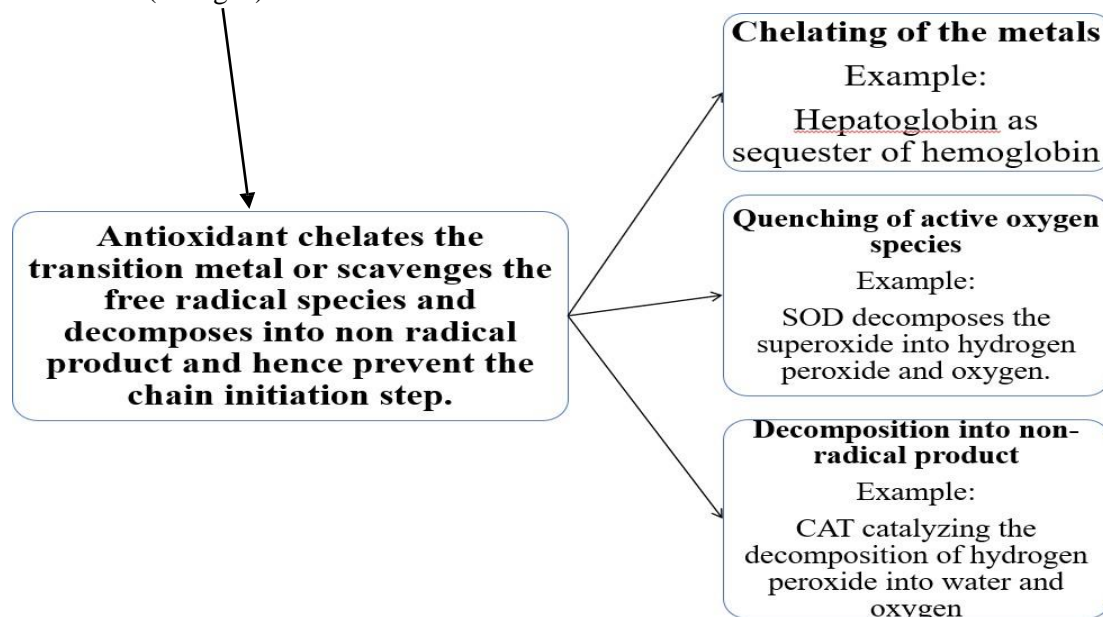 Antioxidant chelates the
transition metal or scavenges the
free radical species and
decomposes into non radical
product and hence prevent the
chain initiation step.
Chelating of the metals
Example:
Hepatoglobin as
sequester of hemoglobin
Quenching of active oxygen
species
Example:
SOD decomposes the
superoxide into hydrogen
peroxide and oxygen.
Decomposition into non-
radical product
Example:
CAT catalyzing the
decomposition of hydrogen
peroxide into water and
oxygen